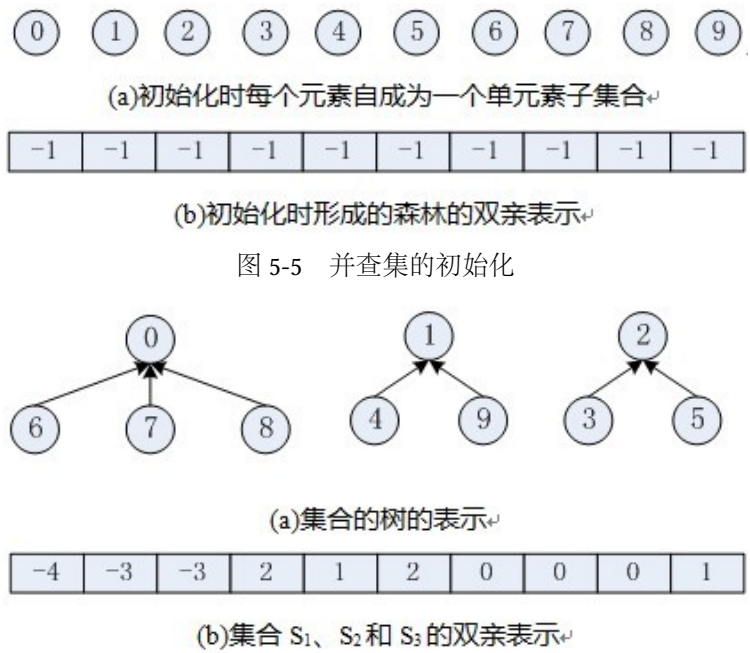 0 1 2 3 4 5 6 7 8 9
(a)初始化时每个元素自成为一个单元素子集合↵
-1 -1 -1 -1 -1 -1 -1 -1 -1 -1
(b)初始化时形成的森林的双亲表示↵
图 5-5 并查集的初始化
0 1 2
6 7 8 4 9 3 5
(a)集合的树的表示↵
-4 -3 -3 2 1 2 0 0 0 1
(b)集合 S₁、S₂和 S₃的双亲表示↵